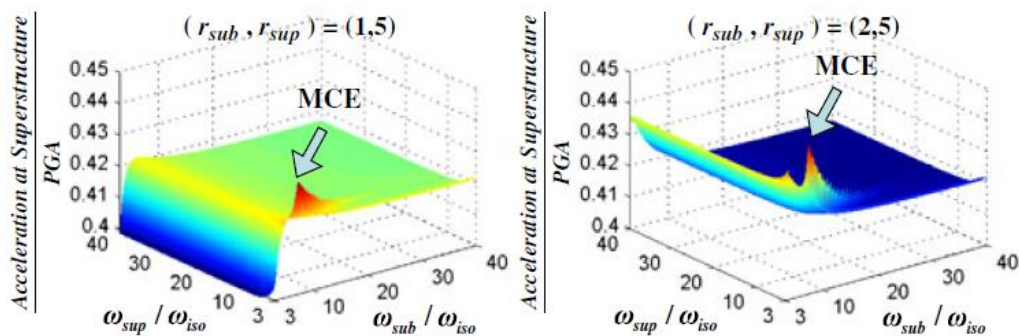 ( r_sub , r_sup ) = (1,5)
MCE
Acceleration at Superstructure
PGA
0.45
0.44
0.43
0.42
0.41
0.4
40
30
20
10
3
3
10
20
30
40
ω_sup / ω_iso
ω_sub / ω_iso
( r_sub , r_sup ) = (2,5)
MCE
Acceleration at Superstructure
PGA
0.45
0.44
0.43
0.42
0.41
0.4
40
30
20
10
3
3
10
20
30
40
ω_sup / ω_iso
ω_sub / ω_iso